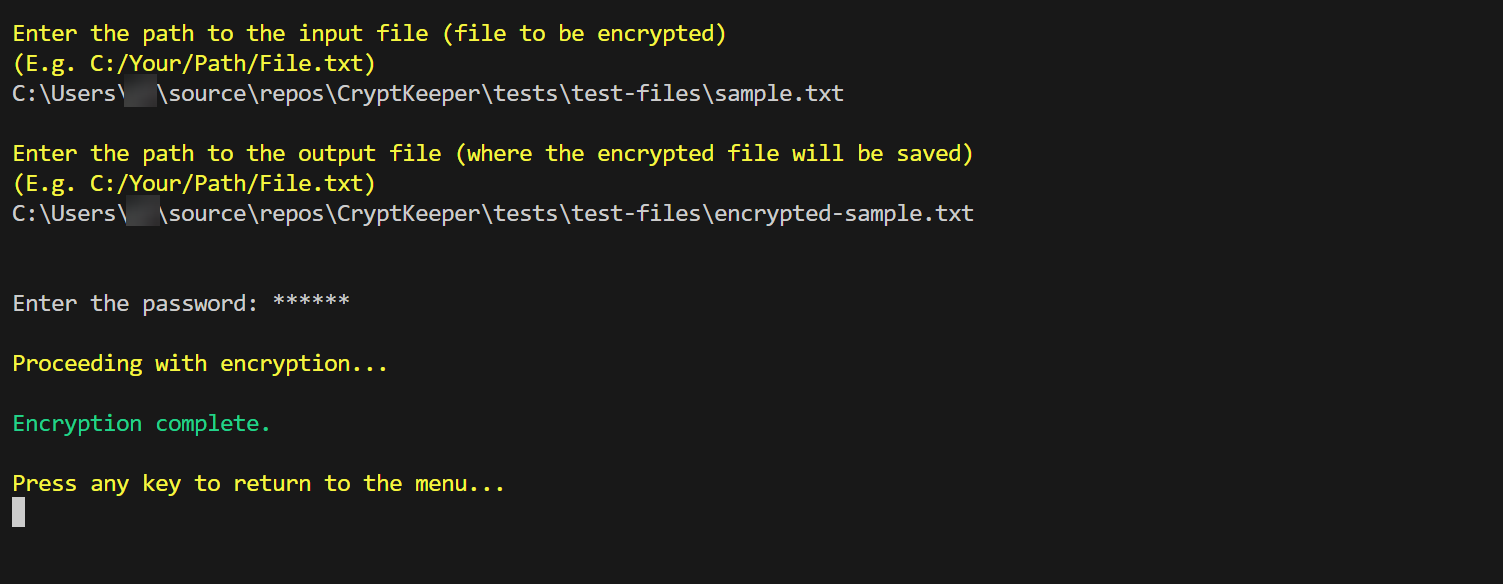 Enter the path to the input file (file to be encrypted)
(E.g. C:/Your/Path/File.txt)
C:\Users\ \source\repos\CryptKeeper\tests\test-files\sample.txt
Enter the path to the output file (where the encrypted file will be saved)
(E.g. C:/Your/Path/File.txt)
C:\Users\ \source\repos\CryptKeeper\tests\test-files\encrypted-sample.txt
Enter the password: ******
Proceeding with encryption...
Encryption complete.
Press any key to return to the menu...